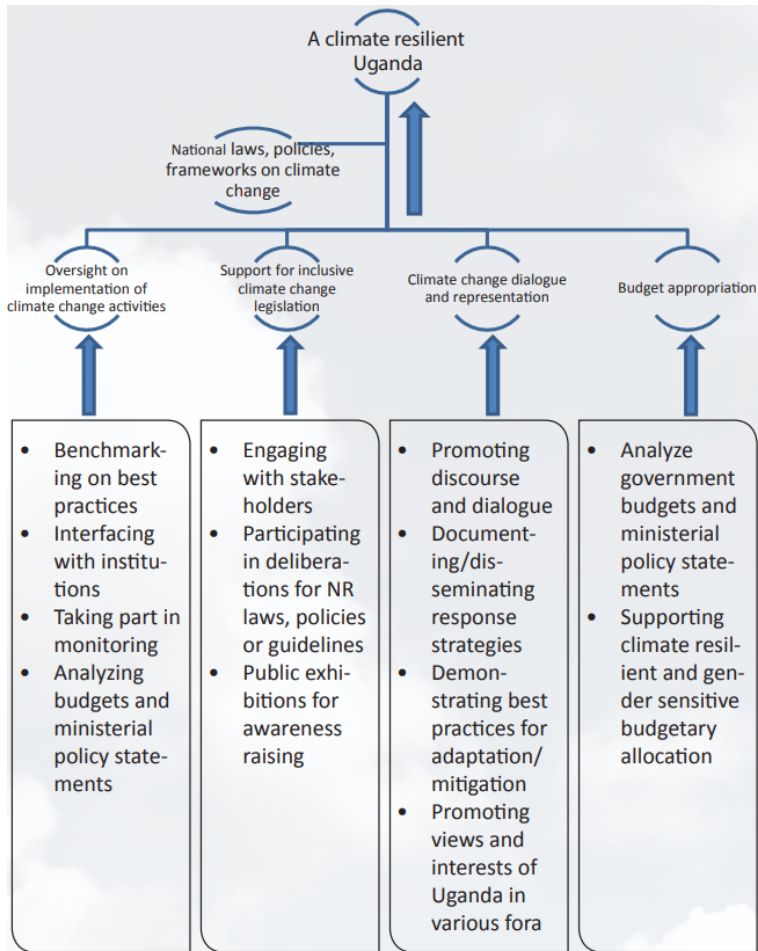 A climate resilient
Uganda
National laws, policies,
frameworks on climate
change
Oversight on
implementation of
climate change activities
Support for inclusive
climate change
legislation
Climate change dialogue
and representation
Budget appropriation
• Benchmark-
ing on best
practices
• Interfacing
with institu-
tions
• Taking part in
monitoring
• Analyzing
budgets and
ministerial
policy state-
ments
• Engaging
with stake-
holders
• Participating
in delibera-
tions for NR
laws, policies
or guidelines
• Public exhi-
bitions for
awareness
raising
• Promoting
discourse
and dialogue
• Document-
ing/dis-
seminating
response
strategies
• Demon-
strating best
practices for
adaptation/
mitigation
• Promoting
views and
interests of
Uganda in
various fora
• Analyze
government
budgets and
ministerial
policy state-
ments
• Supporting
climate resil-
ient and gen-
der sensitive
budgetary
allocation